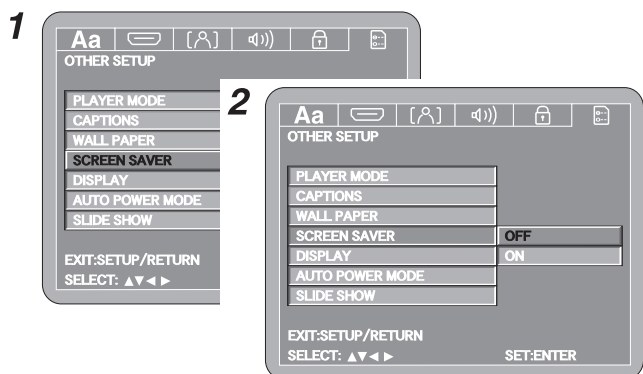 1
Aa
OTHER SETUP
PLAYER MODE
CAPTIONS
WALL PAPER
SCREEN SAVER
DISPLAY
AUTO POWER MODE
SLIDE SHOW
EXIT:SETUP/RETURN
SELECT: ▲▼◀ ▶
2
Aa
OTHER SETUP
PLAYER MODE
CAPTIONS
WALL PAPER
SCREEN SAVER OFF
DISPLAY ON
AUTO POWER MODE
SLIDE SHOW
EXIT:SETUP/RETURN
SELECT: ▲▼◀ ▶ SET:ENTER